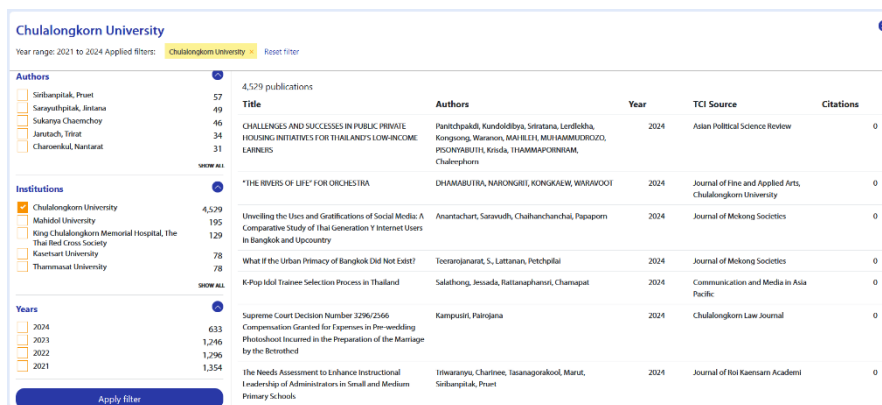 Chulalongkorn University
Year range: 2021 to 2024 Applied filters: Chulalongkorn University × Reset filter
Authors
Siribanpitak, Pruet 57
Sarayuthpitak, Jintana 49
Sukanya Chaemchoy 46
Jarutach, Trirat 34
Charoenkul, Nantarat 31
SHOW ALL
Institutions
Chulalongkorn University 4,529
Mahidol University 195
King Chulalongkorn Memorial Hospital, The
Thai Red Cross Society 129
Kasetsart University 78
Thammasat University 78
SHOW ALL
Years
2024 633
2023 1,246
2022 1,296
2021 1,354
Apply filter
4,529 publications
Title Authors Year TCI Source Citations
CHALLENGES AND SUCCESSES IN PUBLIC PRIVATE
HOUSING INITIATIVES FOR THAILAND'S LOW-INCOME
EARNERS
Panitchpakdi, Kundoldibya, Sriratana, Lerdlekha,
Kongsong, Waranon, MAHILEH, MUHAMMUDROZO,
PISONYABUTH, Krisda, THAMMAPORNRAM,
Chaleephorn
2024 Asian Political Science Review 0
"THE RIVERS OF LIFE" FOR ORCHESTRA
DHAMABUTRA, NARONGRIT, KONGKAEW, WARAVOOT
2024 Journal of Fine and Applied Arts,
Chulalongkorn University
0
Unveiling the Uses and Gratifications of Social Media: A
Comparative Study of Thai Generation Y Internet Users
in Bangkok and Upcountry
Anantachart, Saravudh, Chaihanchanchai, Papaporn
2024 Journal of Mekong Societies 0
What If the Urban Primacy of Bangkok Did Not Exist?
Teerarojanarat, S., Lattanan, Petchpilai
2024 Journal of Mekong Societies 0
K-Pop Idol Trainee Selection Process in Thailand
Salathong, Jessada, Rattanaphansri, Chamapat
2024 Communication and Media in Asia
Pacific
0
Supreme Court Decision Number 3296/2566
Compensation Granted for Expenses in Pre-wedding
Photoshoot Incurred in the Preparation of the Marriage
by the Betrothed
Kampusiri, Pairojana
2024 Chulalongkorn Law Journal 0
The Needs Assessment to Enhance Instructional
Leadership of Administrators in Small and Medium
Primary Schools
Triwaranyu, Charinee, Tasanagorakool, Marut,
Siribanpitak, Pruet
2024 Journal of Roi Kaensarn Academi 0